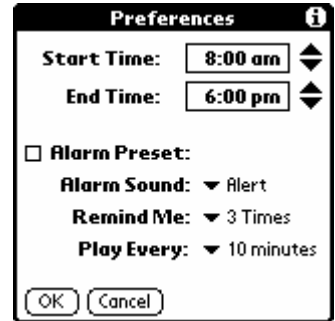 Preferences i
Start Time: 8:00 am
End Time: 6:00 pm
Alarm Preset:
Alarm Sound: Alert
Remind Me: 3 Times
Play Every: 10 minutes
OK Cancel